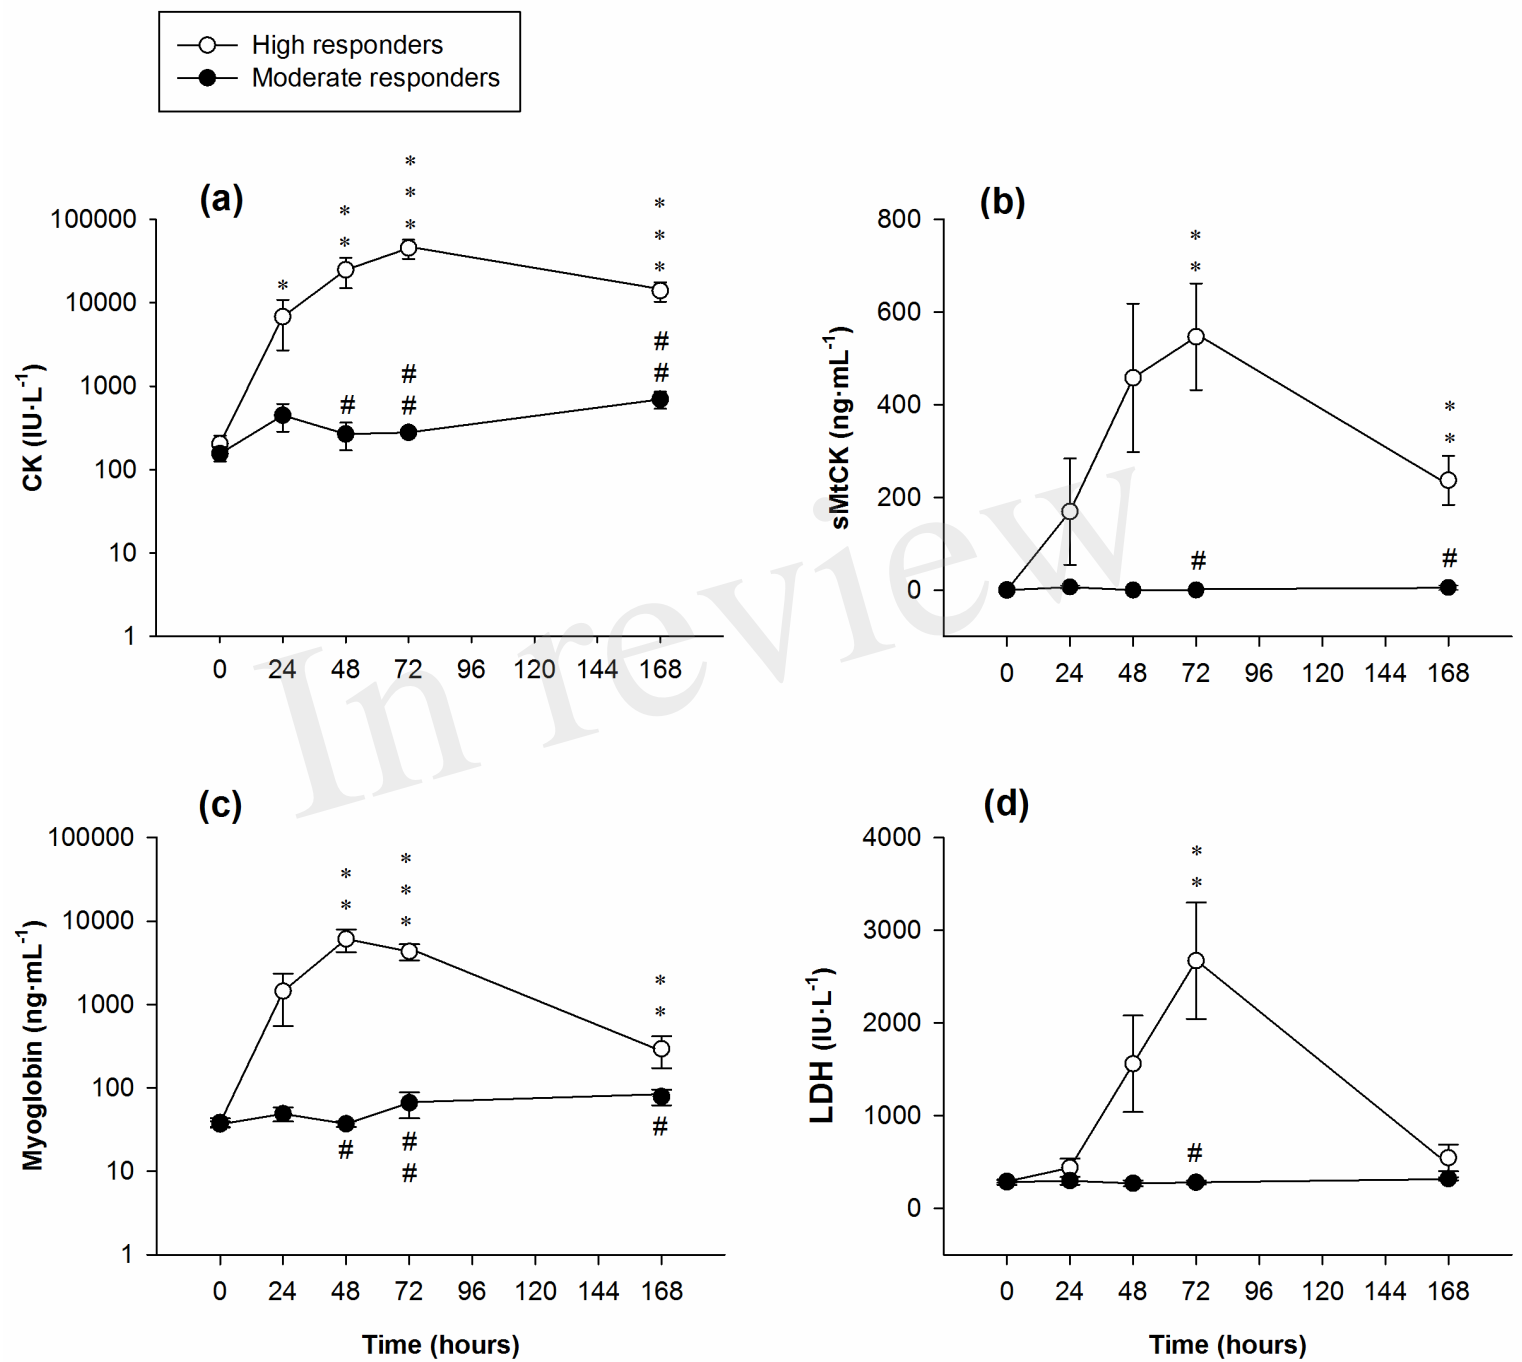 High responders
Moderate responders
(a)
CK (IU·L⁻¹)
100000
10000
1000
100
10
1
* ** *** ***
# ## ##
0 24 48 72 96 120 144 168
(b)
sMtCK (ng·mL⁻¹)
800
600
400
200
0
** **
# #
0 24 48 72 96 120 144 168
In review
(c)
Myoglobin (ng·mL⁻¹)
100000
10000
1000
100
10
1
** *** **
# ## #
0 24 48 72 96 120 144 168
Time (hours)
(d)
LDH (IU·L⁻¹)
4000
3000
2000
1000
0
**
#
0 24 48 72 96 120 144 168
Time (hours)